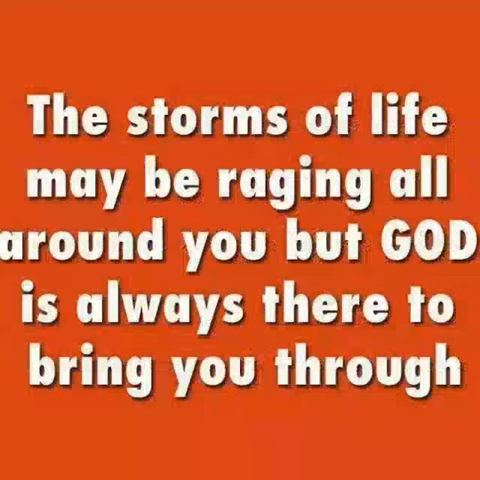 The storms of life
may be raging all
around you but GOD
is always there to
bring you through